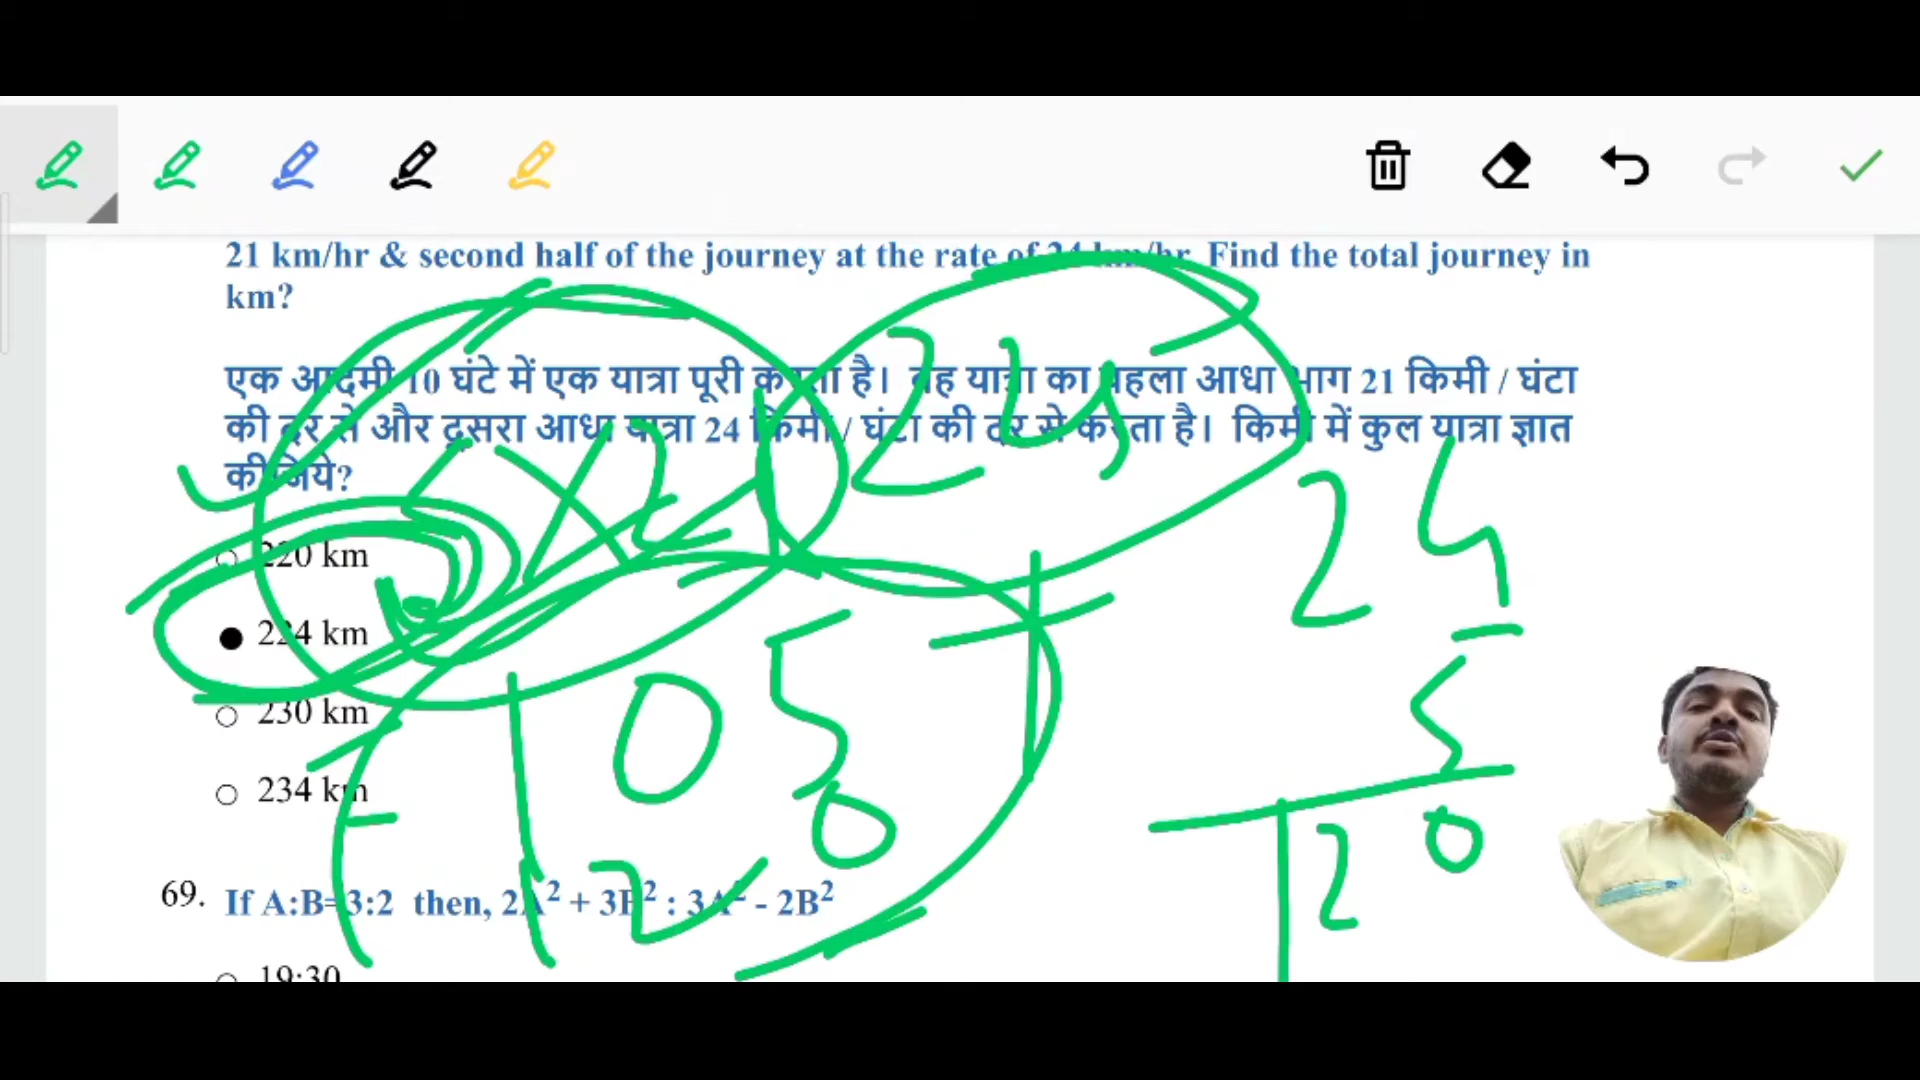 21 km/hr & second half of the journey at the rate of 24 km/hr. Find the total journey in
km?
एक आदमी 10 घंटे में एक यात्रा पूरी करता है। वह यात्रा का पहला आधा भाग 21 किमी / घंटा
की दर से और दूसरा आधा यात्रा 24 किमी / घंटा की दर से करता है। किमी में कुल यात्रा ज्ञात
कीजिये?
220 km
224 km
230 km
234 km
69. If A:B=3:2 then, 2A² + 3B² : 3A² - 2B²
19:30
225
24
5
120
105
120